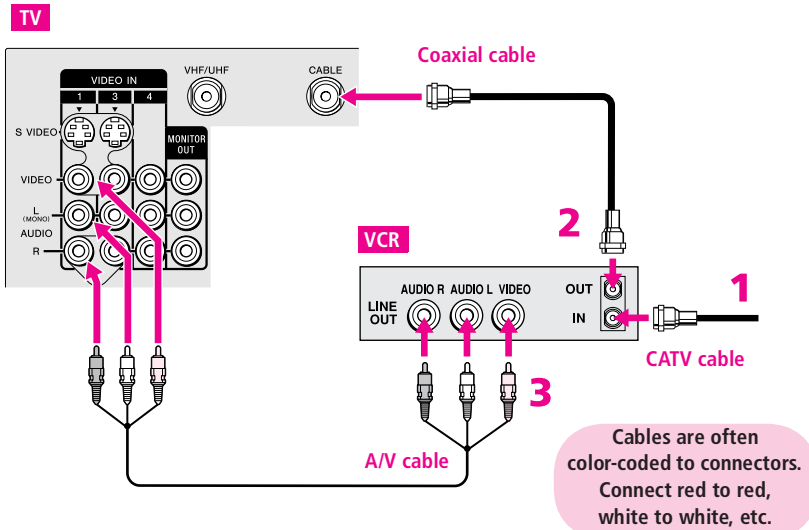 TV
Coaxial cable
VIDEO IN
1 3 4
VHF/UHF
CABLE
S VIDEO
MONITOR
OUT
VIDEO
L
(MONO)
AUDIO
R
2
VCR
AUDIO R AUDIO L VIDEO
LINE
OUT
OUT
IN
1
CATV cable
3
A/V cable
Cables are often
color-coded to connectors.
Connect red to red,
white to white, etc.